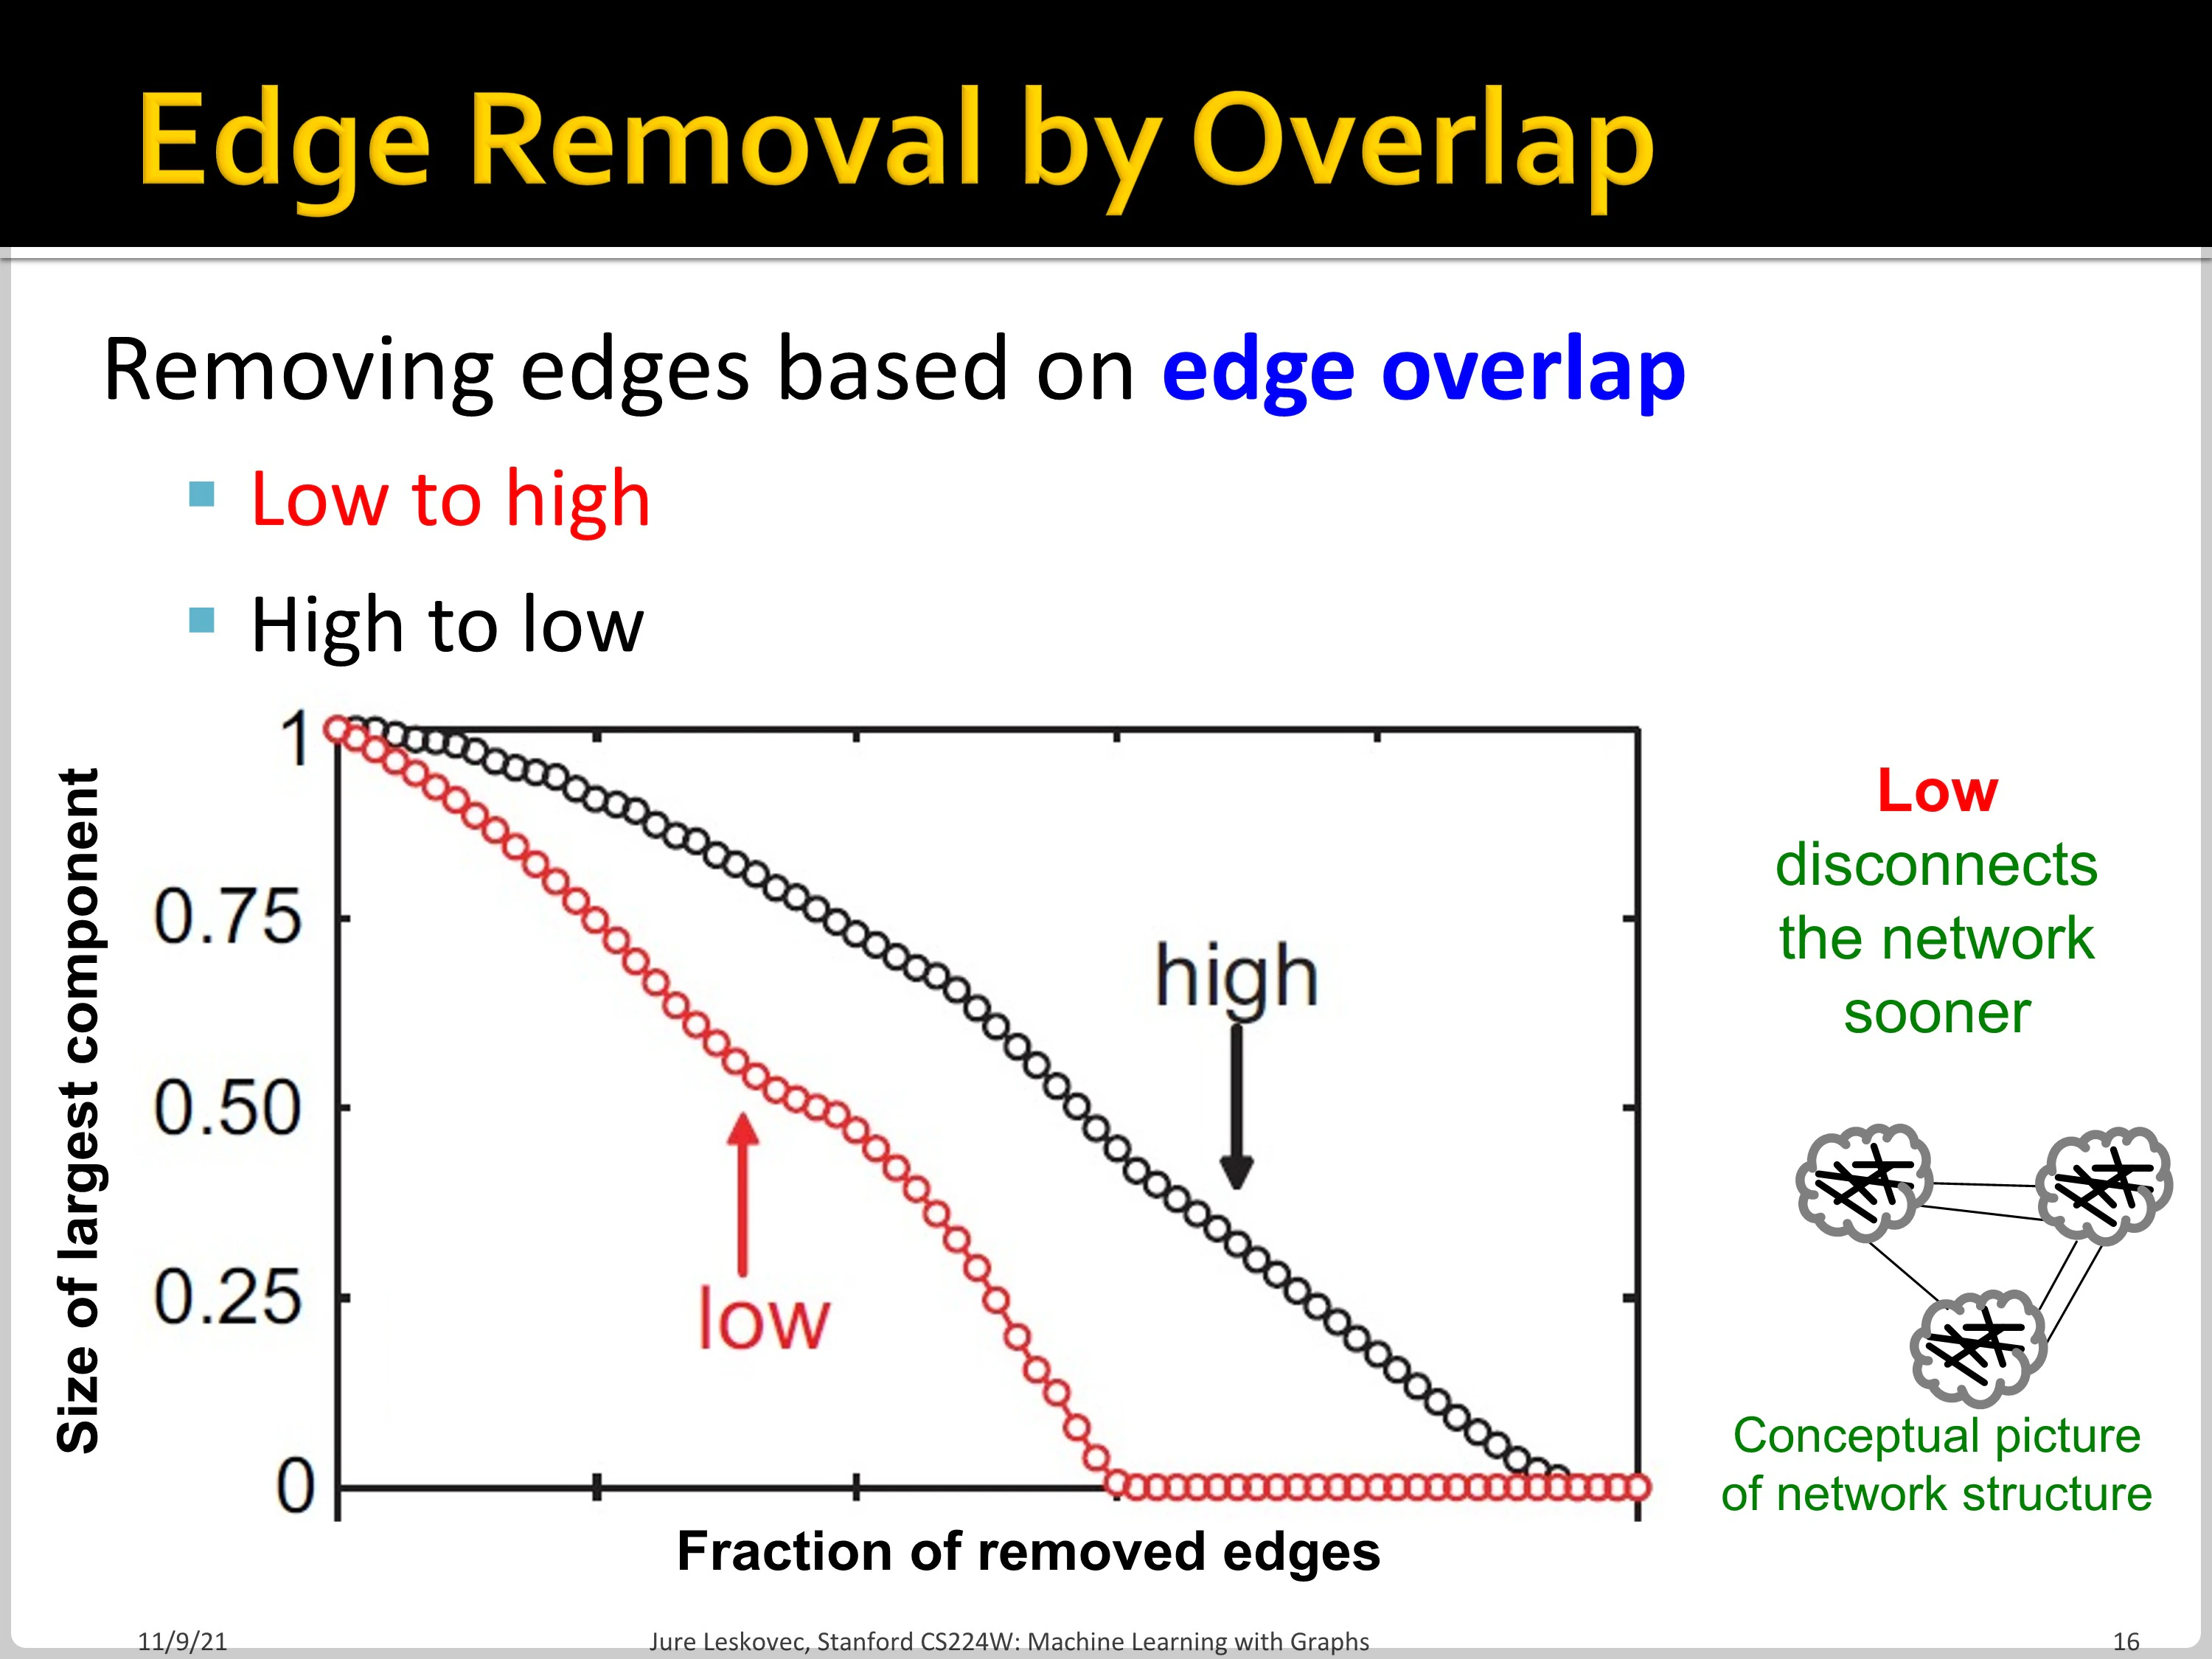 Edge Removal by Overlap
Removing edges based on edge overlap
Low to high
High to low
1
0.75
0.50
0.25
0
Size of largest component
high
low
Fraction of removed edges
Low
disconnects
the network
sooner
Conceptual picture
of network structure
11/9/21
Jure Leskovec, Stanford CS224W: Machine Learning with Graphs
16